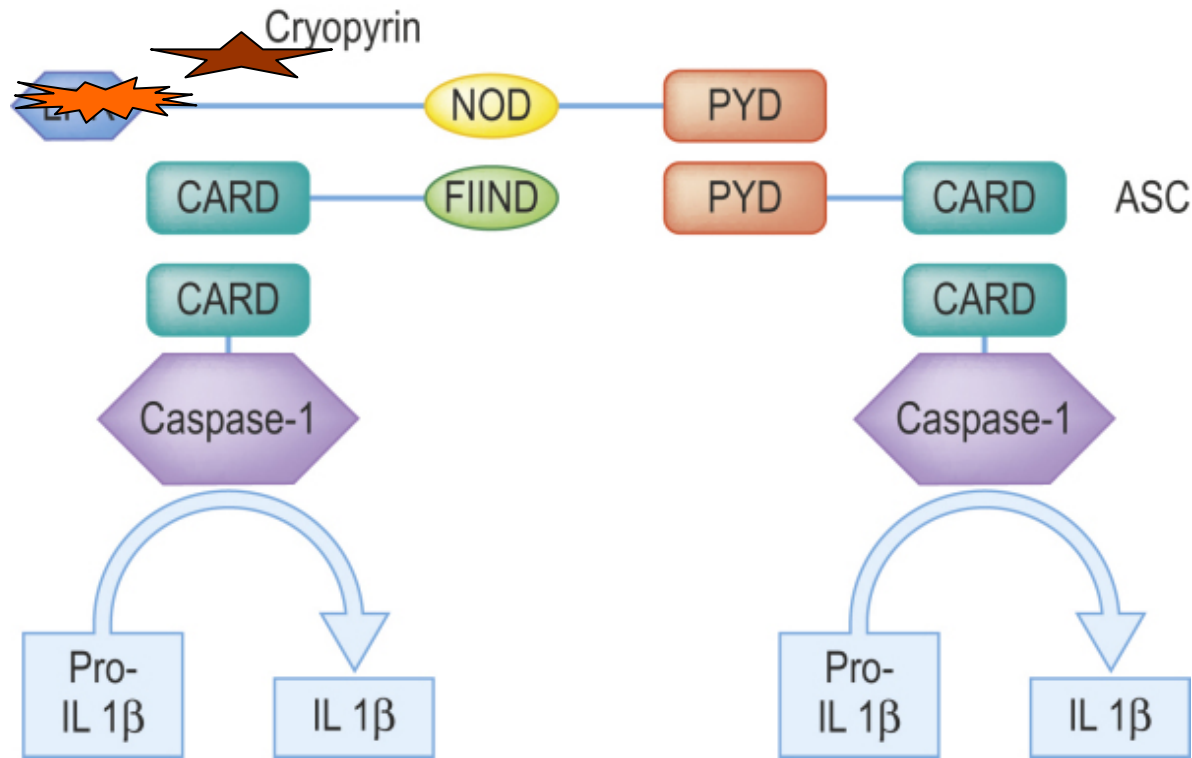 Cryopyrin
NOD
PYD
CARD
FIIND
PYD
CARD
ASC
CARD
CARD
Caspase-1
Caspase-1
Pro-
IL 1β
IL 1β
Pro-
IL 1β
IL 1β